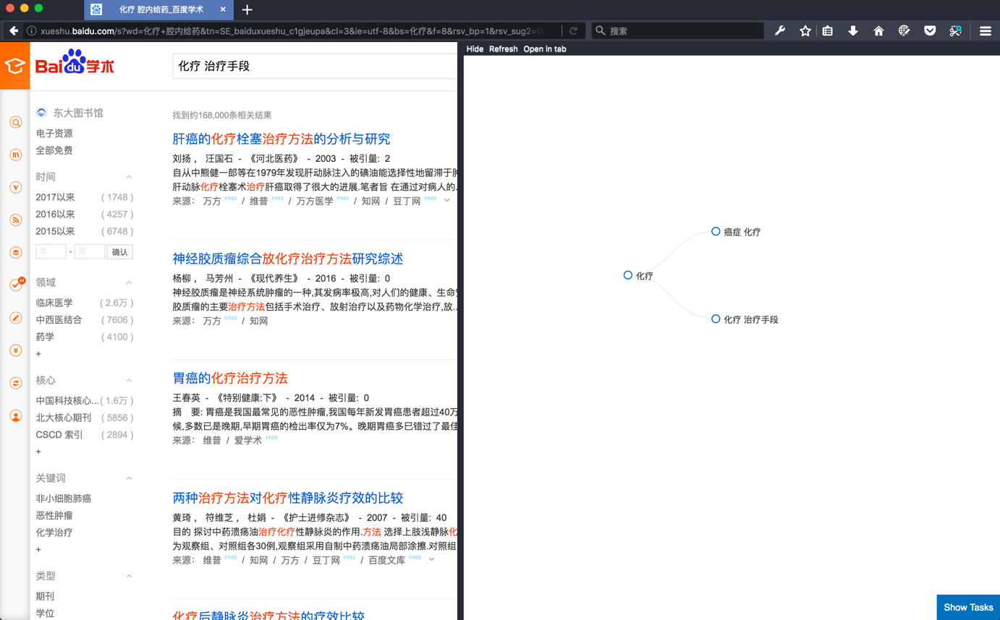 化疗 腔内给药_百度学术
xueshu.baidu.com/s?wd=化疗+腔内给药&tn=SE_baiduxueshu_c1gjeupa&cl=3&ie=utf-8&bs=化疗&f=8&rsv_bp=1&rsv_sug2=0
搜索
Hide Refresh Open in tab
Baidu学术
化疗 治疗手段
东大图书馆
电子资源
全部免费
时间
2017以来 ( 1748 )
2016以来 ( 4257 )
2015以来 ( 6748 )
年 - 年 确认
领域
临床医学 ( 2.6万 )
中西医结合 ( 7606 )
药学 ( 4100 )
+
核心
中国科技核心... ( 1.6万 )
北大核心期刊 ( 5856 )
CSCD 索引 ( 2894 )
+
关键词
非小细胞肺癌
恶性肿瘤
化学治疗
+
类型
期刊
学位
找到约168,000条相关结果
肝癌的化疗栓塞治疗方法的分析与研究
刘扬 , 汪国石 - 《河北医药》 - 2003 - 被引量: 2
自从中熊健一郎等在1979年发现肝动脉注入的碘油能选择性地留滞于肿
肝动脉化疗栓塞术治疗肝癌取得了很大的进展.笔者旨 在通过对病人的.
来源: 万方 FREE / 维普 FREE / 万方医学 FREE / 知网 / 豆丁网 FREE
神经胶质瘤综合放化疗治疗方法研究综述
杨柳 , 马芳州 - 《现代养生》 - 2016 - 被引量: 0
神经胶质瘤是神经系统肿瘤的一种,其发病率极高,对人们的健康、生命安
胶质瘤的主要治疗方法包括手术治疗、放射治疗以及药物化学治疗,放...
来源: 万方 FREE / 知网
胃癌的化疗治疗方法
王春英 - 《特别健康:下》 - 2014 - 被引量: 0
摘 要: 胃癌是我国最常见的恶性肿瘤,我国每年新发胃癌患者超过40万
候,多数已是晚期,早期胃癌的检出率仅为7%。晚期胃癌多已错过了最佳
来源: 维普 / 爱学术 FREE
两种治疗方法对化疗性静脉炎疗效的比较
黄琦 , 符维芝 , 杜娟 - 《护士进修杂志》 - 2007 - 被引量: 40
目的 探讨中药溃疡油治疗化疗性静脉炎的作用.方法 选择上肢浅静脉化
为观察组、对照组各30例,观察组采用自制中药溃疡油局部涂擦.对照组
来源: 维普 FREE / 知网 / 万方 / 豆丁网 FREE / 百度文库 FREE
化疗后静脉炎治疗方法的疗效比较
癌症 化疗
化疗
化疗 治疗手段
Show Tasks